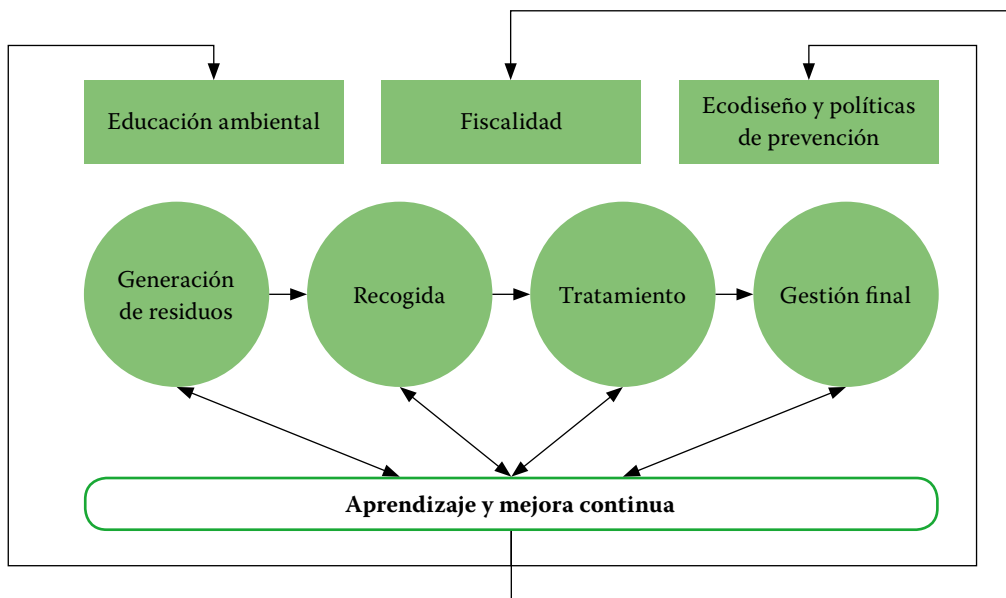 Educación ambiental
Fiscalidad
Ecodiseño y políticas
de prevención
Generación
de residuos
Recogida
Tratamiento
Gestión final
Aprendizaje y mejora continua